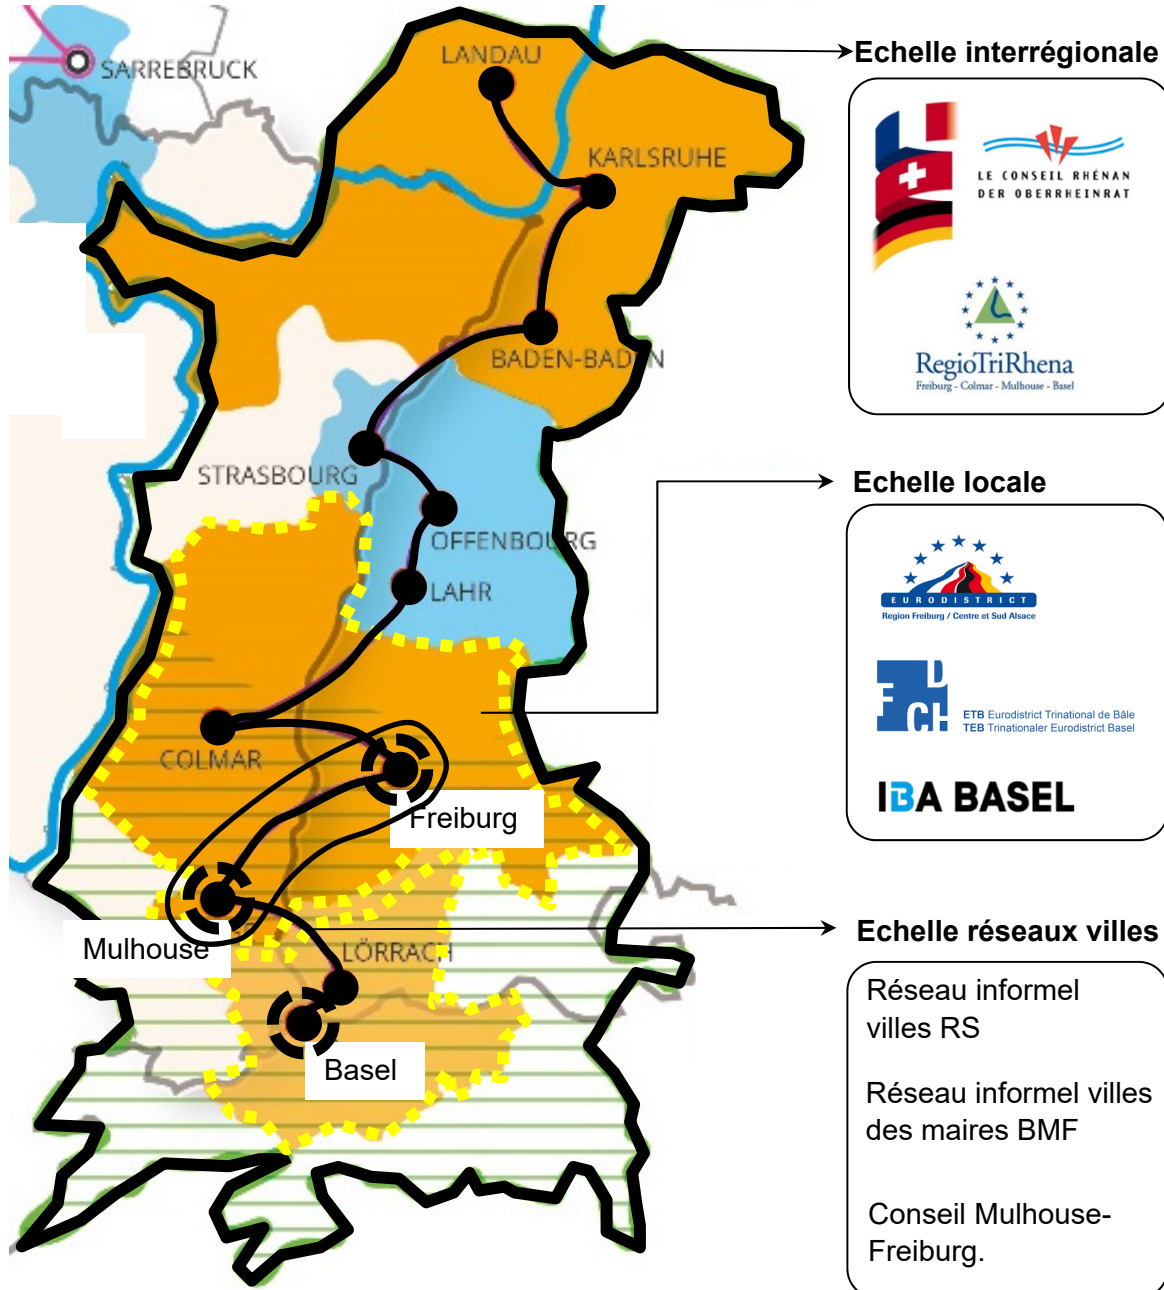 SARREBRUCK
LANDAU
KARLSRUHE
BADEN-BADEN
STRASBOURG
OFFENBOURG
LAHR
COLMAR
Freiburg
Mulhouse
LÖRRACH
Basel
Echelle interrégionale
LE CONSEIL RHÉNAN
DER OBERRHEINRAT
RegioTriRhena
Freiburg - Colmar - Mulhouse - Basel
Echelle locale
EURODISTRICT
Region Freiburg / Centre et Sud Alsace
F D CH
ETB Eurodistrict Trinational de Bâle
TEB Trinationaler Eurodistrict Basel
IBA BASEL
Echelle réseaux villes
Réseau informel
villes RS
Réseau informel villes
des maires BMF
Conseil Mulhouse-
Freiburg.